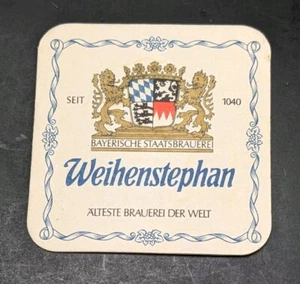 SEIT 1040
BAYERISCHE STAATSBRAUEREI
Weihenstephan
ÄLTESTE BRAUEREI DER WELT